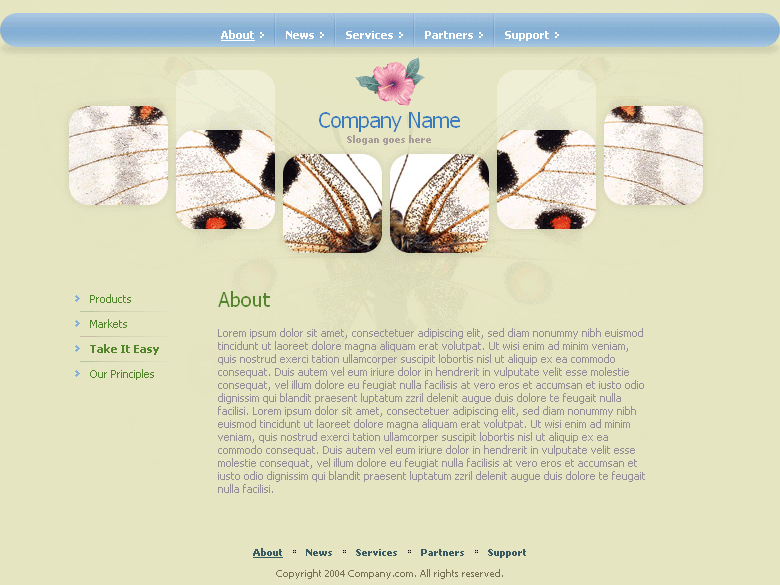 About News Services Partners Support
Company Name
Slogan goes here
Products
Markets
Take It Easy
Our Principles
About
Lorem ipsum dolor sit amet, consectetuer adipiscing elit, sed diam nonummy nibh euismod
tincidunt ut laoreet dolore magna aliquam erat volutpat. Ut wisi enim ad minim veniam,
quis nostrud exerci tation ullamcorper suscipit lobortis nisl ut aliquip ex ea commodo
consequat. Duis autem vel eum iriure dolor in hendrerit in vulputate velit esse molestie
consequat, vel illum dolore eu feugiat nulla facilisis at vero eros et accumsan et iusto odio
dignissim qui blandit praesent luptatum zzril delenit augue duis dolore te feugait nulla
facilisi. Lorem ipsum dolor sit amet, consectetuer adipiscing elit, sed diam nonummy nibh
euismod tincidunt ut laoreet dolore magna aliquam erat volutpat. Ut wisi enim ad minim
veniam, quis nostrud exerci tation ullamcorper suscipit lobortis nisl ut aliquip ex ea
commodo consequat. Duis autem vel eum iriure dolor in hendrerit in vulputate velit esse
molestie consequat, vel illum dolore eu feugiat nulla facilisis at vero eros et accumsan et
iusto odio dignissim qui blandit praesent luptatum zzril delenit augue duis dolore te feugait
nulla facilisi.
About News Services Partners Support
Copyright 2004 Company.com. All rights reserved.